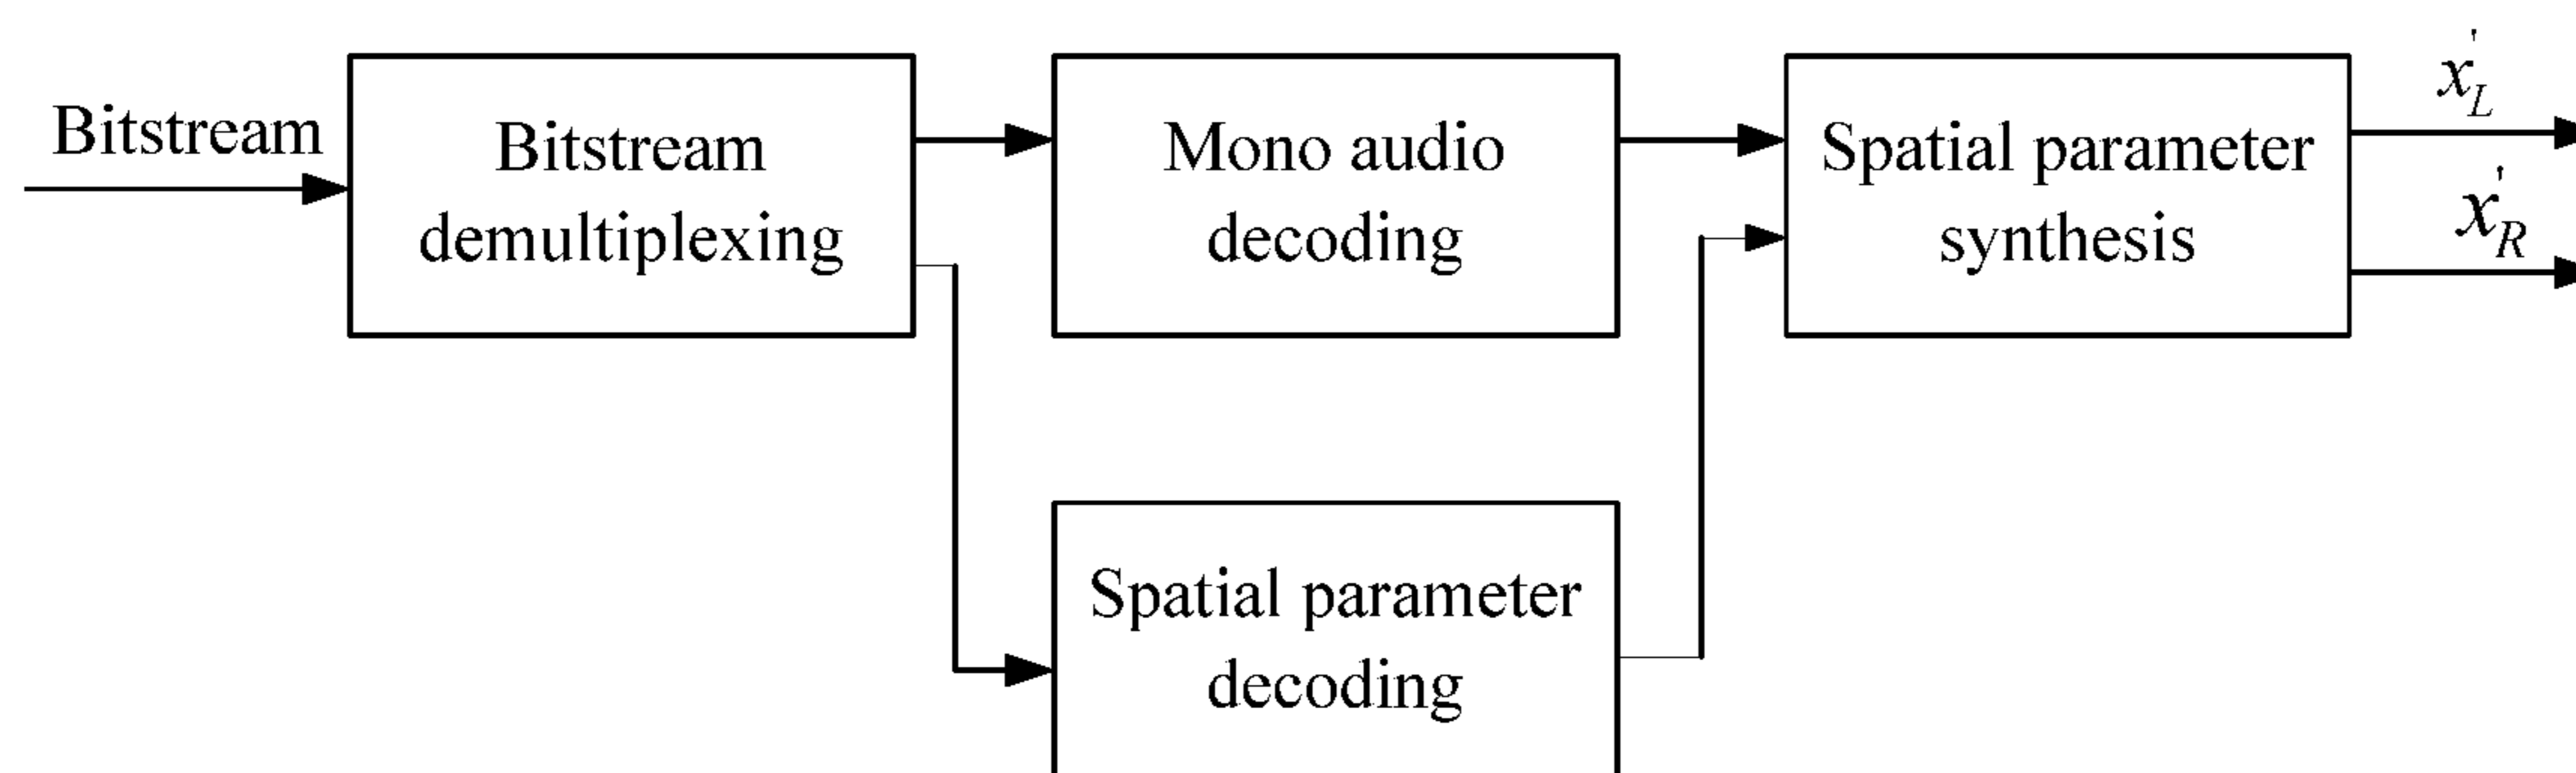 Bitstream
Bitstream
demultiplexing
Mono audio
decoding
Spatial parameter
synthesis
x'L
x'R
Spatial parameter
decoding